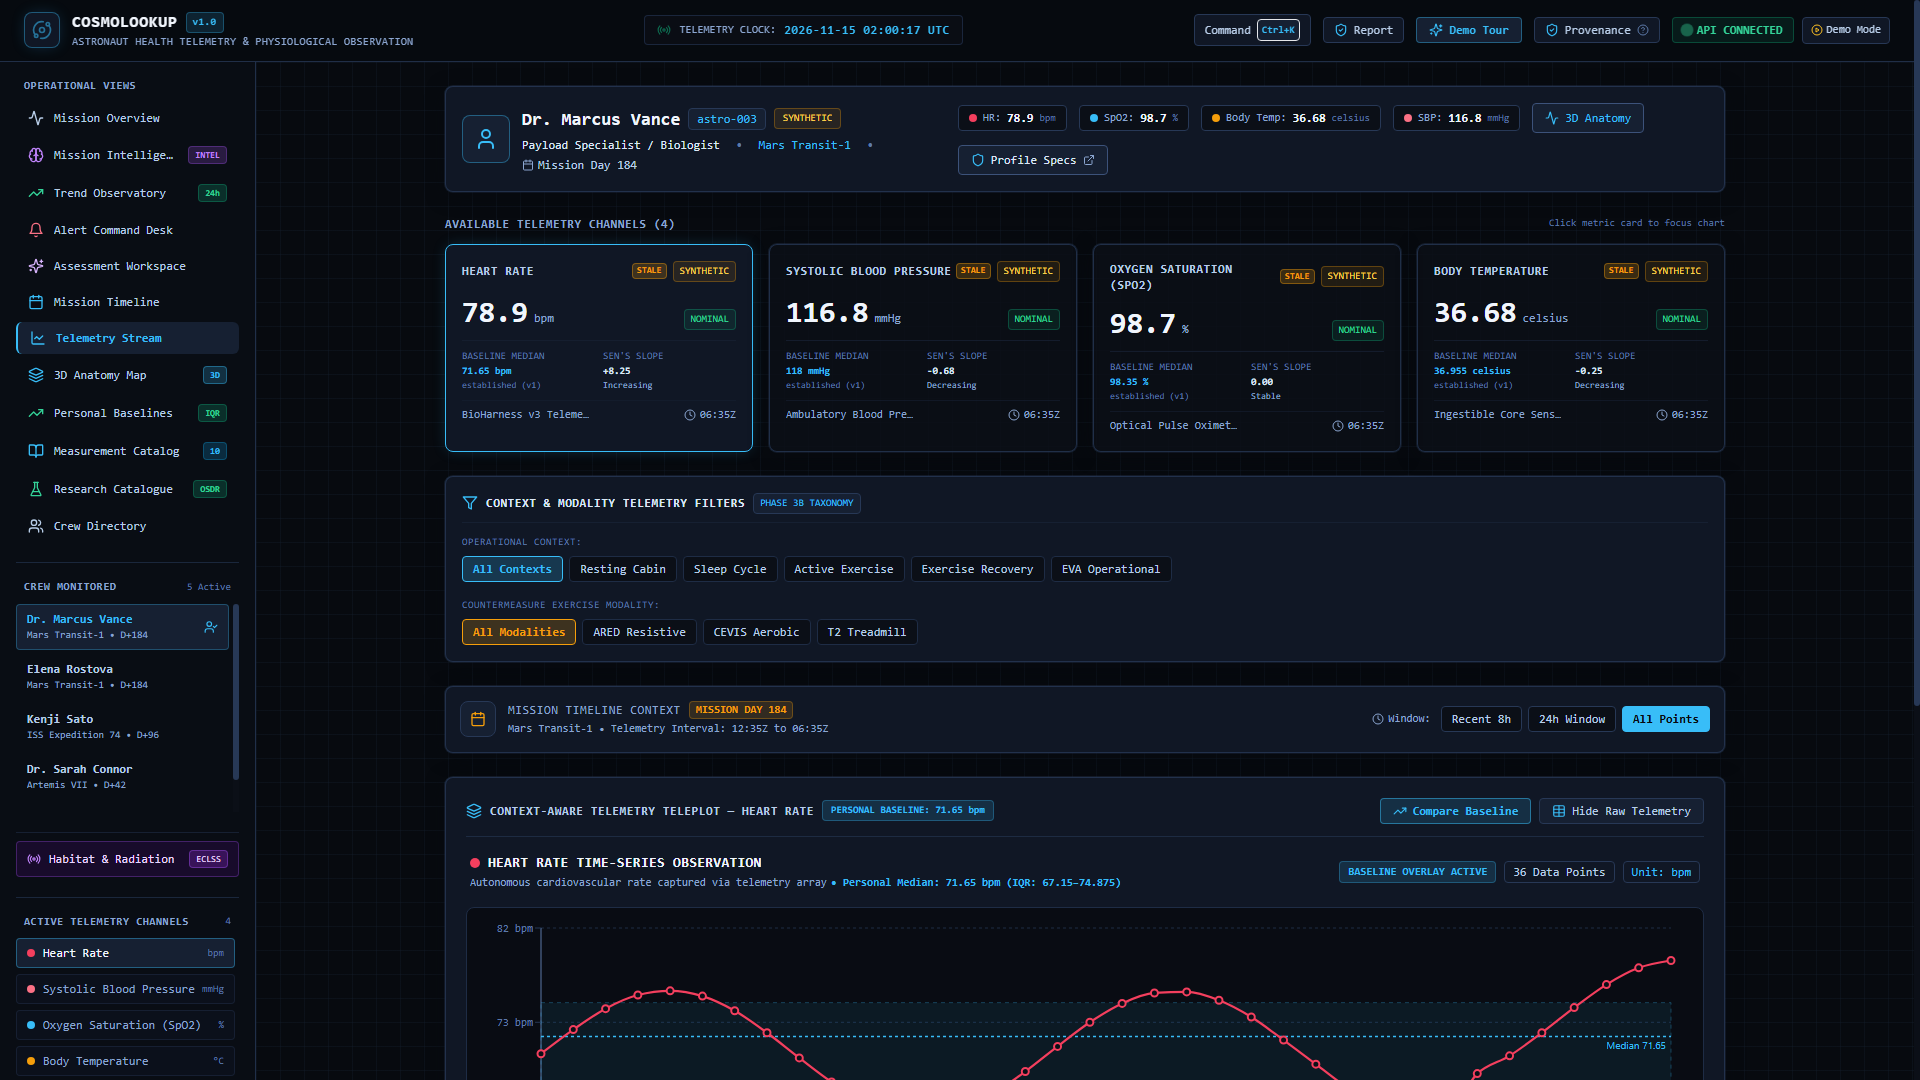 COSMOLOOKUP v1.0
ASTRONAUT HEALTH TELEMETRY & PHYSIOLOGICAL OBSERVATION
TELEMETRY CLOCK: 2026-11-15 02:00:17 UTC
Command Ctrl+K
Report
Demo Tour
Provenance
API CONNECTED
Demo Mode
OPERATIONAL VIEWS
Mission Overview
Mission Intellige… INTEL
Trend Observatory 24h
Alert Command Desk
Assessment Workspace
Mission Timeline
Telemetry Stream
3D Anatomy Map 3D
Personal Baselines IQR
Measurement Catalog 10
Research Catalogue OSDR
Crew Directory
CREW MONITORED 5 Active
Dr. Marcus Vance
Mars Transit-1 • D+184
Elena Rostova
Mars Transit-1 • D+184
Kenji Sato
ISS Expedition 74 • D+96
Dr. Sarah Connor
Artemis VII • D+42
Habitat & Radiation ECLSS
ACTIVE TELEMETRY CHANNELS 4
Heart Rate bpm
Systolic Blood Pressure mmHg
Oxygen Saturation (SpO2) %
Body Temperature °C
Dr. Marcus Vance astro-003 SYNTHETIC
Payload Specialist / Biologist • Mars Transit-1 •
Mission Day 184
HR: 78.9 bpm
SpO2: 98.7 %
Body Temp: 36.68 celsius
SBP: 116.8 mmHg
3D Anatomy
Profile Specs
AVAILABLE TELEMETRY CHANNELS (4)
Click metric card to focus chart
HEART RATE STALE SYNTHETIC
78.9 bpm NOMINAL
BASELINE MEDIAN SEN'S SLOPE
71.65 bpm +8.25
established (v1) Increasing
BioHarness v3 Teleme… 06:35Z
SYSTOLIC BLOOD PRESSURE STALE SYNTHETIC
116.8 mmHg NOMINAL
BASELINE MEDIAN SEN'S SLOPE
118 mmHg -0.68
established (v1) Decreasing
Ambulatory Blood Pre… 06:35Z
OXYGEN SATURATION (SPO2) STALE SYNTHETIC
98.7 % NOMINAL
BASELINE MEDIAN SEN'S SLOPE
98.35 % 0.00
established (v1) Stable
Optical Pulse Oximet… 06:35Z
BODY TEMPERATURE STALE SYNTHETIC
36.68 celsius NOMINAL
BASELINE MEDIAN SEN'S SLOPE
36.955 celsius -0.25
established (v1) Decreasing
Ingestible Core Sens… 06:35Z
CONTEXT & MODALITY TELEMETRY FILTERS PHASE 3B TAXONOMY
OPERATIONAL CONTEXT:
All Contexts Resting Cabin Sleep Cycle Active Exercise Exercise Recovery EVA Operational
COUNTERMEASURE EXERCISE MODALITY:
All Modalities ARED Resistive CEVIS Aerobic T2 Treadmill
MISSION TIMELINE CONTEXT MISSION DAY 184
Mars Transit-1 • Telemetry Interval: 12:35Z to 06:35Z
Window: Recent 8h 24h Window All Points
CONTEXT-AWARE TELEMETRY TELEPLOT — HEART RATE PERSONAL BASELINE: 71.65 bpm
Compare Baseline Hide Raw Telemetry
HEART RATE TIME-SERIES OBSERVATION
Autonomous cardiovascular rate captured via telemetry array • Personal Median: 71.65 bpm (IQR: 67.15–74.875)
BASELINE OVERLAY ACTIVE 36 Data Points Unit: bpm
82 bpm
73 bpm
Median 71.65